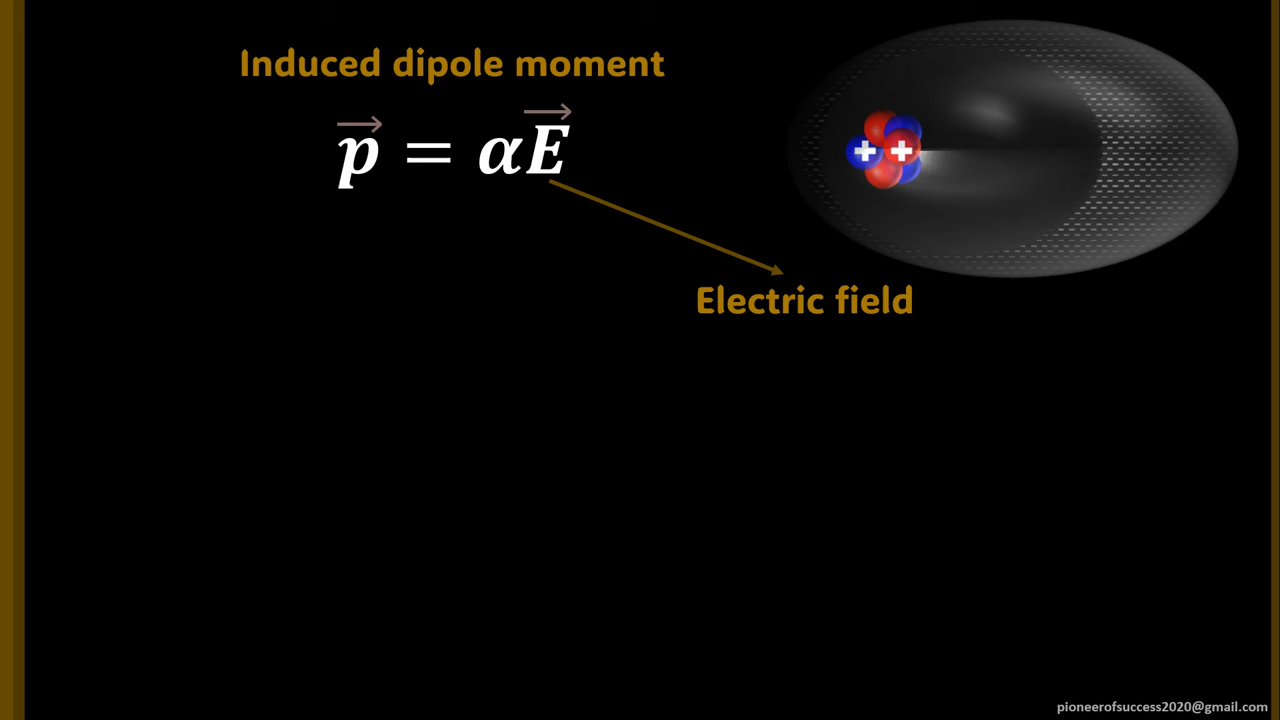 Induced dipole moment
p⃗ = αE⃗
+ +
Electric field
pioneerofsuccess2020@gmail.com